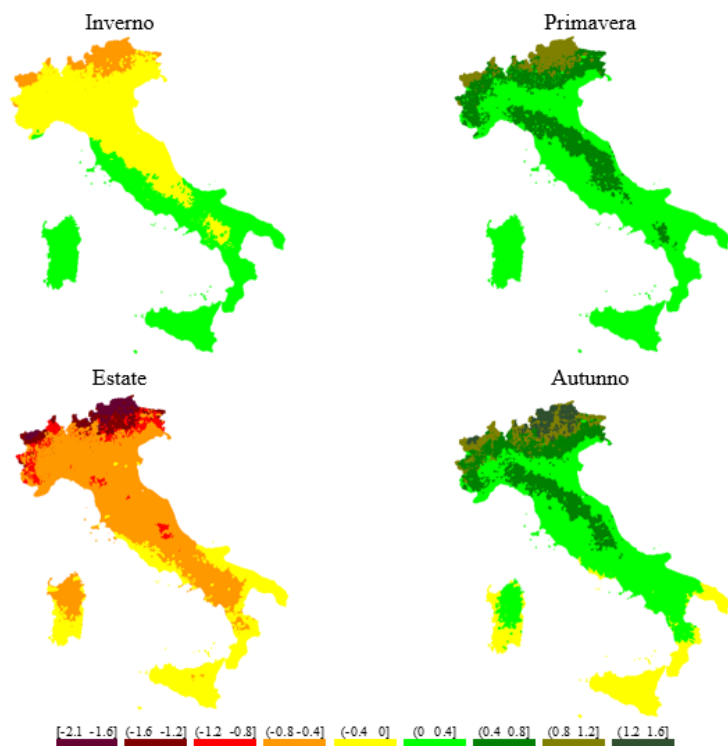 Inverno Primavera
Estate Autunno
[-2.1 -1.6] (-1.6 -1.2] (-1.2 -0.8] (-0.8 -0.4] (-0.4 0] (0 0.4] (0.4 0.8] (0.8 1.2] (1.2 1.6]